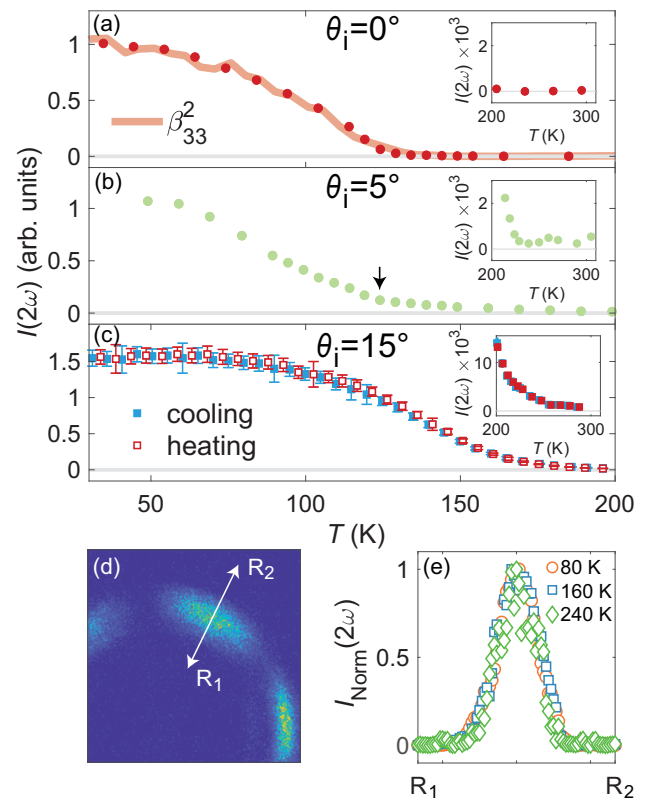 (a)
θi=0°
β²33
1
0.5
0
I(2ω) ×10³
2
0
200
300
T (K)
(b)
θi=5°
1
0.5
0
I(2ω) ×10³
2
0
200
300
T (K)
I(2ω) (arb. units)
(c)
θi=15°
cooling
heating
1.5
1
0.5
0
I(2ω) ×10³
10
0
200
300
50
100
150
200
T (K)
(d)
R2
R1
(e)
80 K
160 K
240 K
INorm(2ω)
1
0.5
0
R1
R2